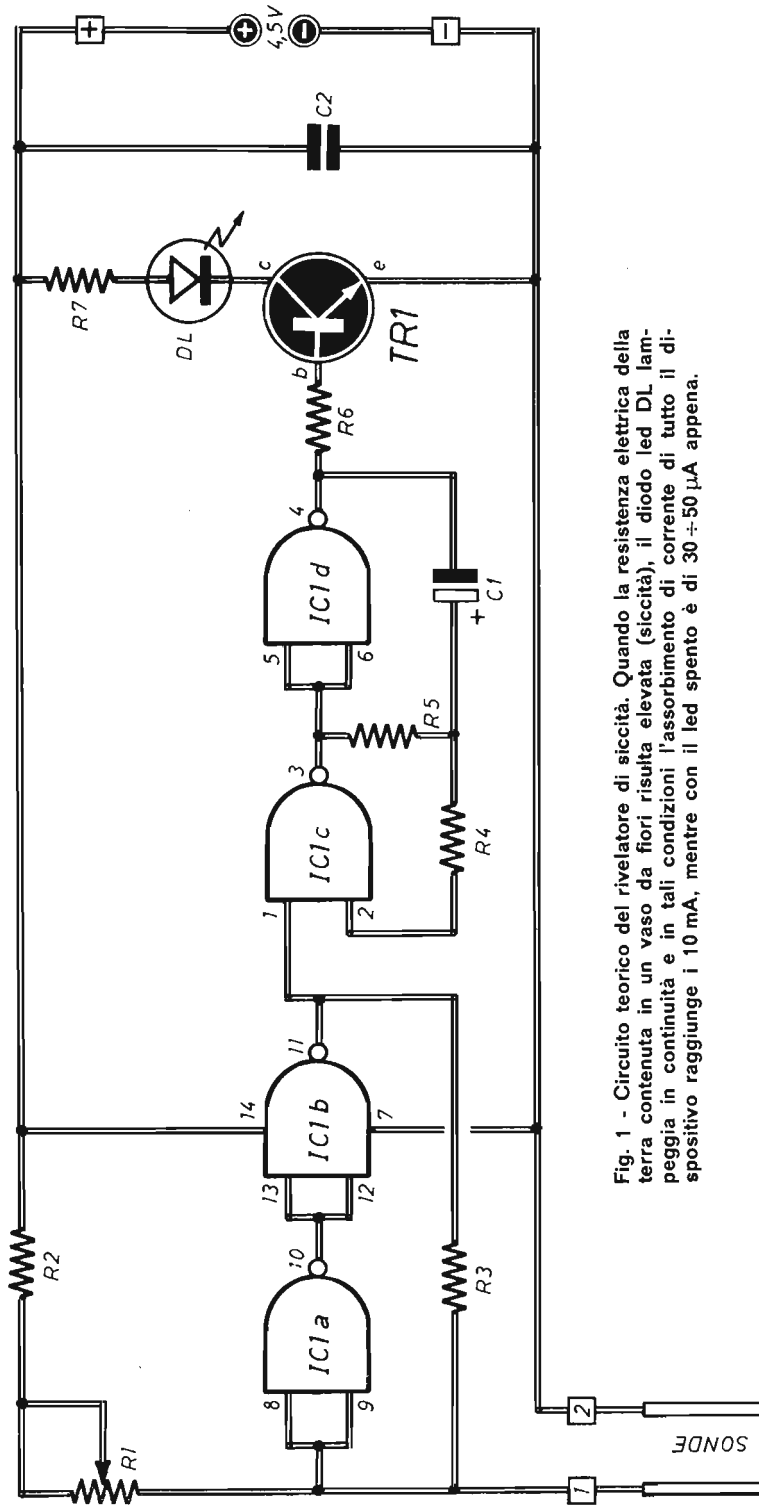 R1
R2
R3
R4
R5
R6
R7
8
9
10
IC1a
13
12
11
14
7
IC1b
1
2
3
IC1c
5
6
4
IC1d
+
C1
b
c
e
TR1
DL
C2
+
+
4,5V
−
−
1
2
SONDE
Fig. 1 - Circuito teorico del rivelatore di siccità. Quando la resistenza elettrica della
terra contenuta in un vaso da fiori risulta elevata (siccità), il diodo led DL lam-
peggia in continuità e in tali condizioni l'assorbimento di corrente di tutto il di-
spositivo raggiunge i 10 mA, mentre con il led spento è di 30 ÷ 50 μA appena.